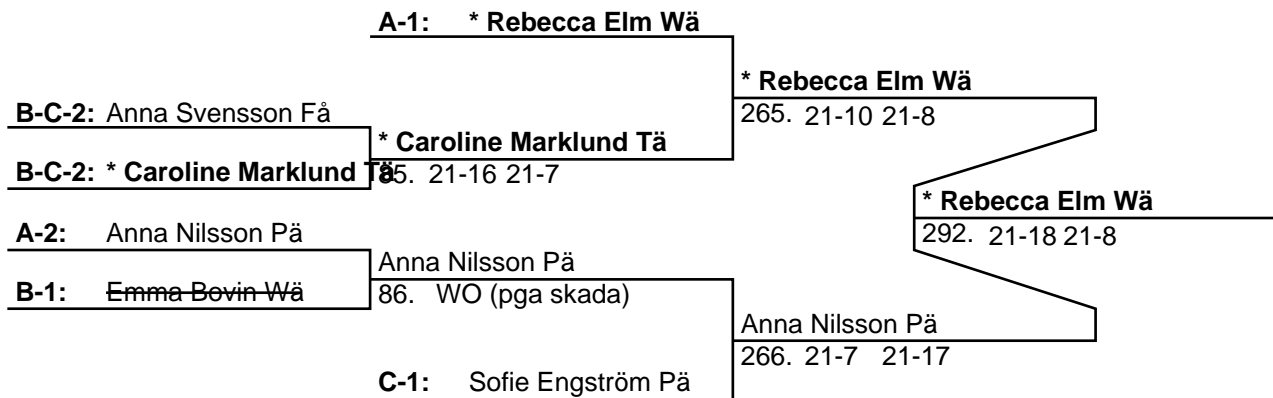 A-1: * Rebecca Elm Wä
* Rebecca Elm Wä
265. 21-10 21-8
B-C-2: Anna Svensson Få
* Caroline Marklund Tä
B-C-2: * Caroline Marklund Tä
85. 21-16 21-7
* Rebecca Elm Wä
292. 21-18 21-8
A-2: Anna Nilsson Pä
Anna Nilsson Pä
B-1: Emma Bovin Wä
86. WO (pga skada)
Anna Nilsson Pä
266. 21-7 21-17
C-1: Sofie Engström Pä